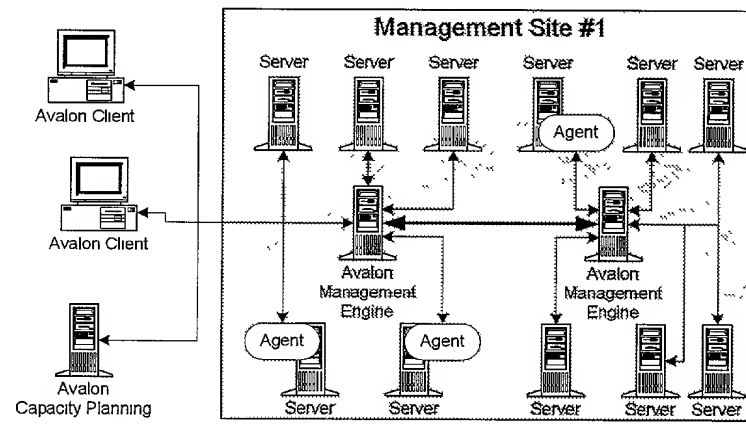 Management Site #1
Server
Server
Server
Server
Server
Server
Agent
Avalon Client
Avalon Client
Avalon
Management
Engine
Avalon
Management
Engine
Agent
Agent
Avalon
Capacity Planning
Server
Server
Server
Server
Server